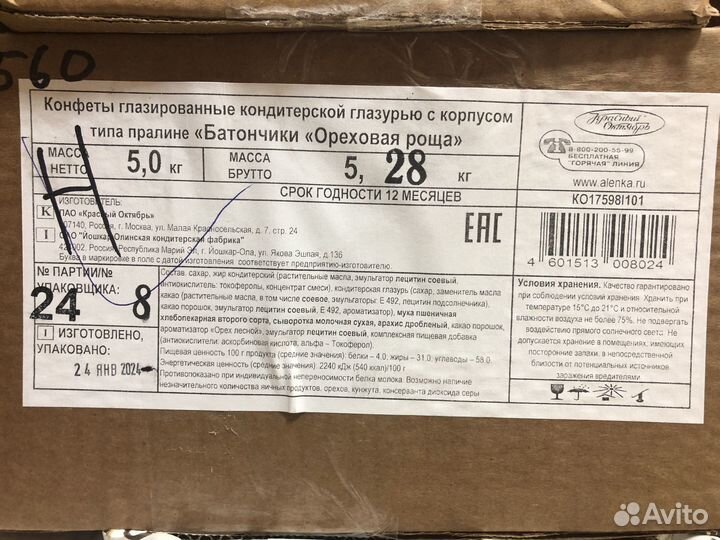 560
Конфеты глазированные кондитерской глазурью с корпусом
типа пралине «Батончики «Ореховая роща»
МАССА НЕТТО 5,0 кг
МАССА БРУТТО 5, 28 кг
СРОК ГОДНОСТИ 12 МЕСЯЦЕВ
Красный Октябрь
8-800-200-55-99
БЕСПЛАТНАЯ
"ГОРЯЧАЯ" ЛИНИЯ
www.alenka.ru
КО17598I101
ИЗГОТОВИТЕЛЬ:
К ПАО «Красный Октябрь»
107140, Россия, г. Москва, ул. Малая Красносельская, д. 7, стр. 24
I ОАО "Йошкар-Олинская кондитерская фабрика"
Россия, Республика Марий Эл, г. Йошкар-Ола, ул. Якова Эшпая, д.136
Буква в маркировке в поле с датой изготовления соответствует предприятию-изготовителю.
EAC
4 601513 008024
№ ПАРТИИ/№
УПАКОВЩИКА:
24 8
I ИЗГОТОВЛЕНО,
УПАКОВАНО:
24 ЯНВ 2024
Состав: сахар, жир кондитерский (растительные масла, эмульгатор лецитин соевый,
антиокислитель: токоферолы, концентрат смеси), кондитерская глазурь (сахар, заменитель масла
какао (растительные масла, в том числе соевое, эмульгаторы: Е 492, лецитин подсолнечника),
какао порошок, эмульгатор лецитин соевый, Е 492, ароматизатор), мука пшеничная
хлебопекарная второго сорта, сыворотка молочная сухая, арахис дробленый, какао порошок,
ароматизатор «Орех лесной», эмульгатор лецитин соевый, комплексная пищевая добавка
(антиокислители: аскорбиновая кислота, альфа - Токоферол).
Пищевая ценность 100 г продукта (средние значения): белки – 4,0; жиры – 31,0; углеводы – 58,0.
Энергетическая ценность (средние значения): 2240 кДж (540 ккал)/100 г
Противопоказано при индивидуальной непереносимости белка молока. Возможно наличие
незначительного количества яичных продуктов, орехов, кунжута, консерванта диоксида серы
Условия хранения. Качество гарантировано
при соблюдении условий хранения. Хранить при
температуре 15°С до 21°С и относительной
влажности воздуха не более 75%. Не подвергать
воздействию прямого солнечного света. Не
допускается хранение в помещениях, имеющих
посторонние запахи, в непосредственной
близости от потенциальных источников
заражения вредителями
Avito